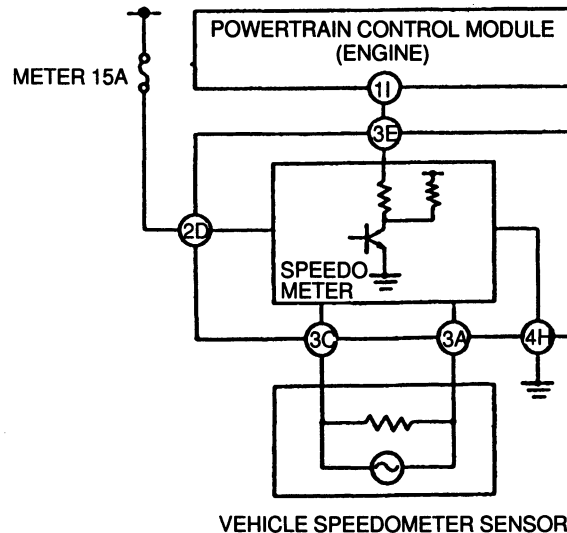 POWERTRAIN CONTROL MODULE
(ENGINE)
METER 15A
1I
3E
2D
SPEEDO
METER
3C
3A
4H
VEHICLE SPEEDOMETER SENSOR